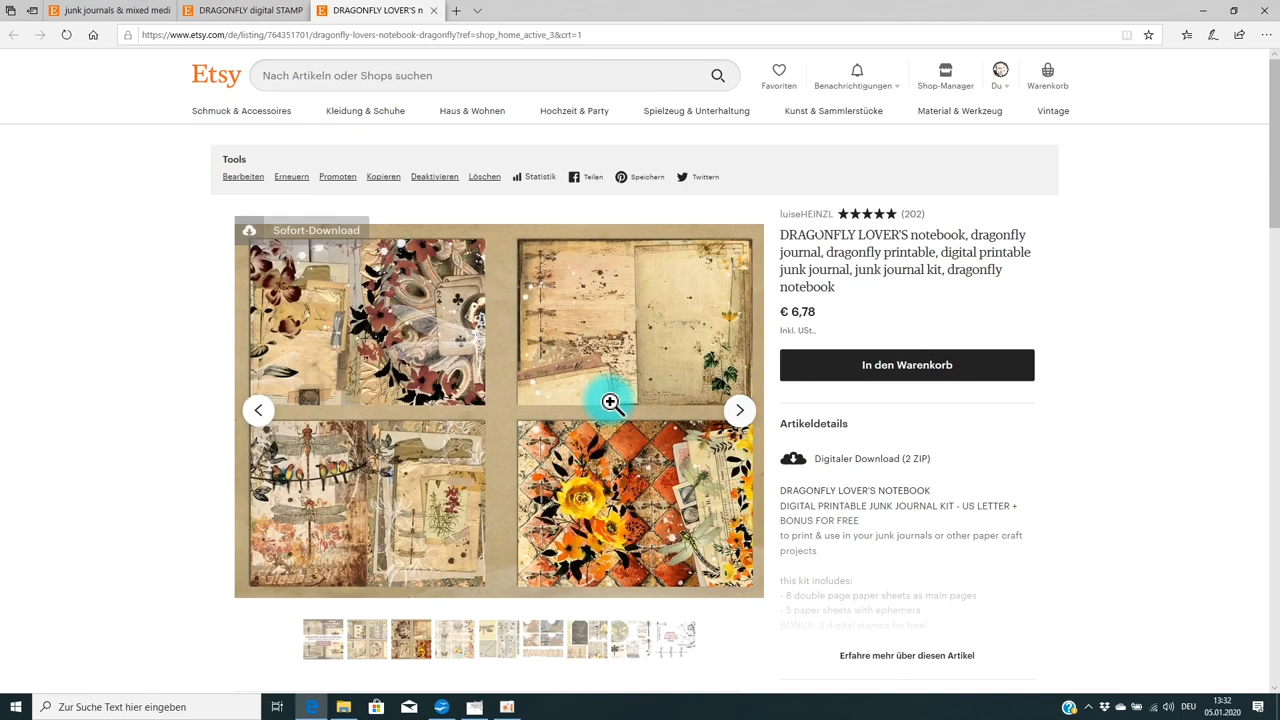 junk journals & mixed medi
DRAGONFLY digital STAMP
DRAGONFLY LOVER'S n
https://www.etsy.com/de/listing/764351701/dragonfly-lovers-notebook-dragonfly?ref=shop_home_active_3&crt=1
Etsy
Nach Artikeln oder Shops suchen
Favoriten
Benachrichtigungen
Shop-Manager
Du
Warenkorb
Schmuck & Accessoires
Kleidung & Schuhe
Haus & Wohnen
Hochzeit & Party
Spielzeug & Unterhaltung
Kunst & Sammlerstücke
Material & Werkzeug
Vintage
Tools
Bearbeiten
Erneuern
Promoten
Kopieren
Deaktivieren
Löschen
Statistik
Teilen
Speichern
Twittern
Sofort-Download
luiseHEINZL ★★★★★ (202)
DRAGONFLY LOVER'S notebook, dragonfly
journal, dragonfly printable, digital printable
junk journal, junk journal kit, dragonfly
notebook
€ 6,78
Inkl. USt..
In den Warenkorb
Artikeldetails
Digitaler Download (2 ZIP)
DRAGONFLY LOVER'S NOTEBOOK
DIGITAL PRINTABLE JUNK JOURNAL KIT - US LETTER +
BONUS FOR FREE
to print & use in your junk journals or other paper craft
projects
this kit includes:
- 8 double page paper sheets as main pages
- 5 paper sheets with ephemera
BONUS: 3 digital stamps for free!
Erfahre mehr über diesen Artikel
Zur Suche Text hier eingeben
DEU
13:32
05.01.2020